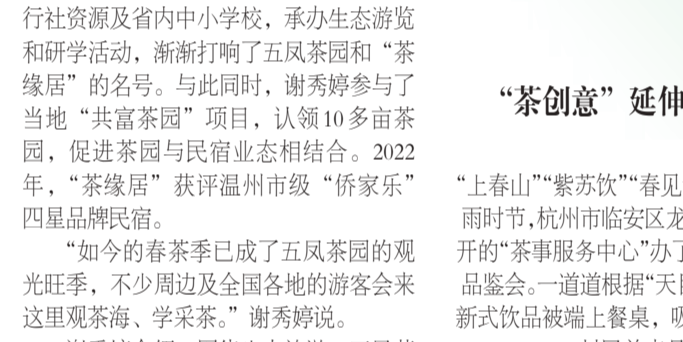 行社资源及省内中小学校，承办生态游览
和研学活动，渐渐打响了五凤茶园和“茶
缘居”的名号。与此同时，谢秀婷参与了
当地“共富茶园”项目，认领10多亩茶
园，促进茶园与民宿业态相结合。2022
年，“茶缘居”获评温州市级“侨家乐”
四星品牌民宿。
“如今的春茶季已成了五凤茶园的观
光旺季，不少周边及全国各地的游客会来
这里观茶海、学采茶。”谢秀婷说。
“茶创意”延伸
“上春山”“紫苏饮”“春见
雨时节,杭州市临安区龙
开的“茶事服务中心”办了
品鉴会。一道道根据“天目
新式饮品被端上餐桌，吸